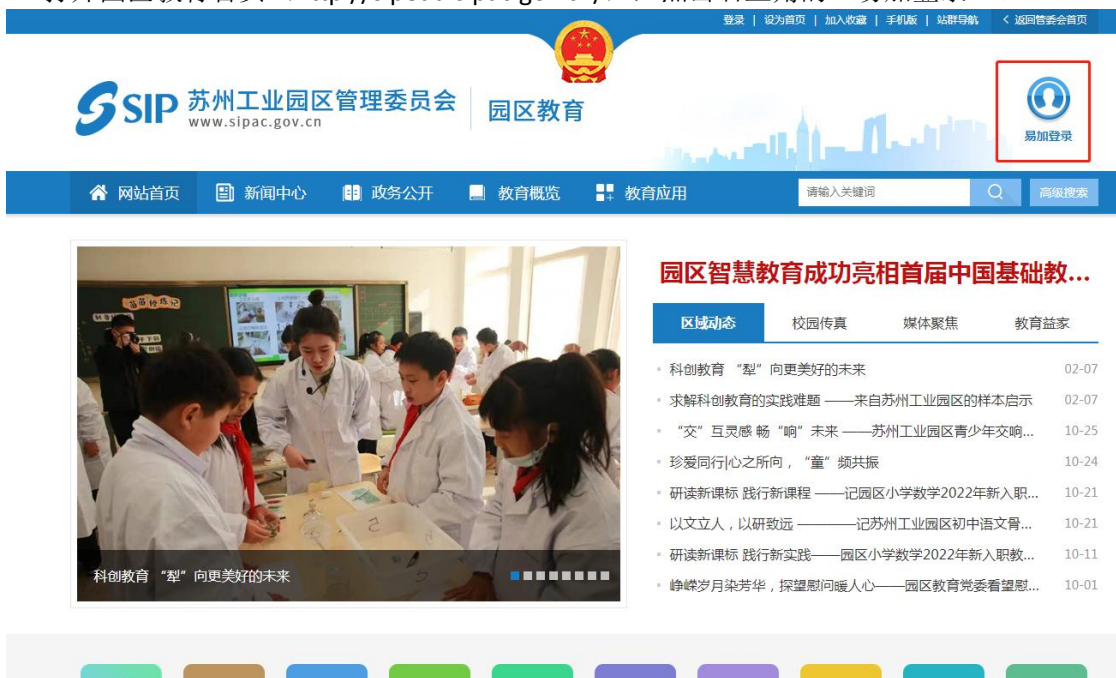 登录 | 设为首页 | 加入收藏 | 手机版 | 站群导航 < 返回管委会首页
SIP 苏州工业园区管理委员会
www.sipac.gov.cn
园区教育
易加登录
网站首页 新闻中心 政务公开 教育概览 教育应用 请输入关键词 高级搜索
园区智慧教育成功亮相首届中国基础教...
区域动态 校园传真 媒体聚焦 教育益家
科创教育 “犁” 向更美好的未来 02-07
求解科创教育的实践难题 ——来自苏州工业园区的样本启示 02-07
“交” 互灵感 畅 “响” 未来 ——苏州工业园区青少年交响... 10-25
珍爱同行|心之所向，“童” 频共振 10-24
研读新课标 践行新课程 ——记园区小学数学2022年新入职... 10-21
以文立人，以研致远 ————记苏州工业园区初中语文骨... 10-21
研读新课标 践行新实践——园区小学数学2022年新入职教... 10-11
峥嵘岁月染芳华，探望慰问暖人心——园区教育党委看望慰... 10-01
科创教育 “犁” 向更美好的未来